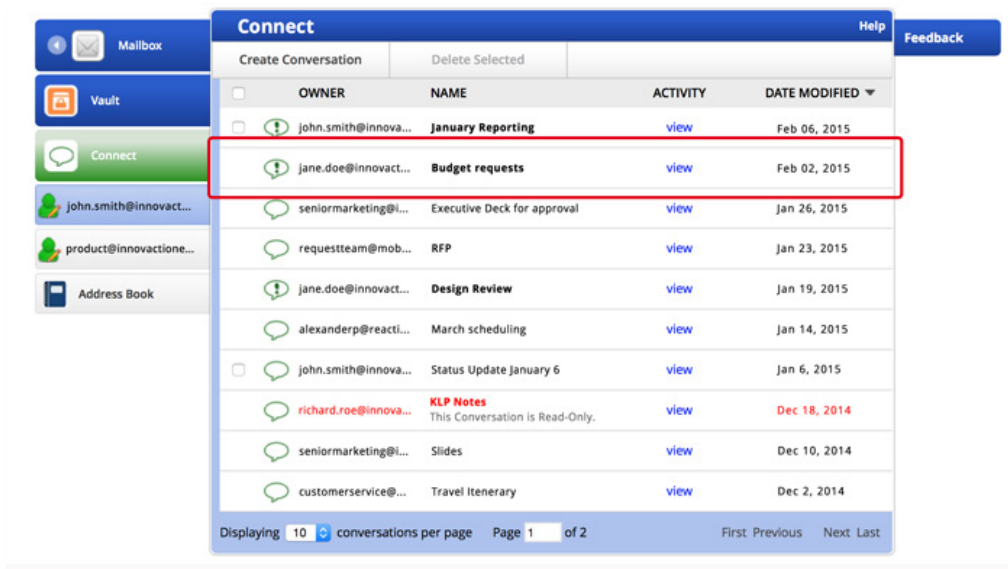 Mailbox
Vault
Connect
john.smith@innovact...
product@innovactione...
Address Book
Connect Help
Feedback
Create Conversation Delete Selected
OWNER NAME ACTIVITY DATE MODIFIED
john.smith@innova... January Reporting view Feb 06, 2015
jane.doe@innovact... Budget requests view Feb 02, 2015
seniormarketing@i... Executive Deck for approval view Jan 26, 2015
requestteam@mob... RFP view Jan 23, 2015
jane.doe@innovact... Design Review view Jan 19, 2015
alexanderp@reacti... March scheduling view Jan 14, 2015
john.smith@innova... Status Update January 6 view Jan 6, 2015
richard.roe@innova... KLP Notes view Dec 18, 2014
This Conversation is Read-Only.
seniormarketing@i... Slides view Dec 10, 2014
customerservice@... Travel Itenerary view Dec 2, 2014
Displaying 10 conversations per page Page 1 of 2 First Previous Next Last